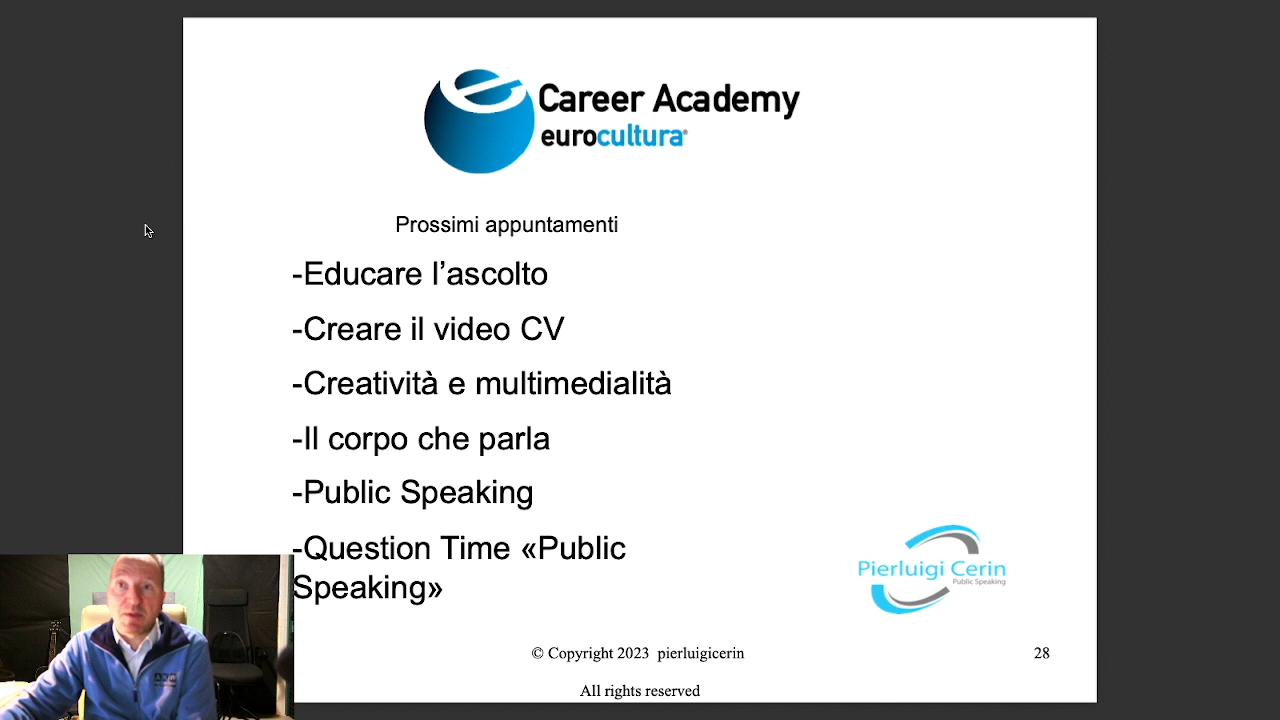 Career Academy
eurocultura®
Prossimi appuntamenti
-Educare l’ascolto
-Creare il video CV
-Creatività e multimedialità
-Il corpo che parla
-Public Speaking
-Question Time «Public
Speaking»
Pierluigi Cerin
Public Speaking
© Copyright 2023 pierluigicerin
28
All rights reserved